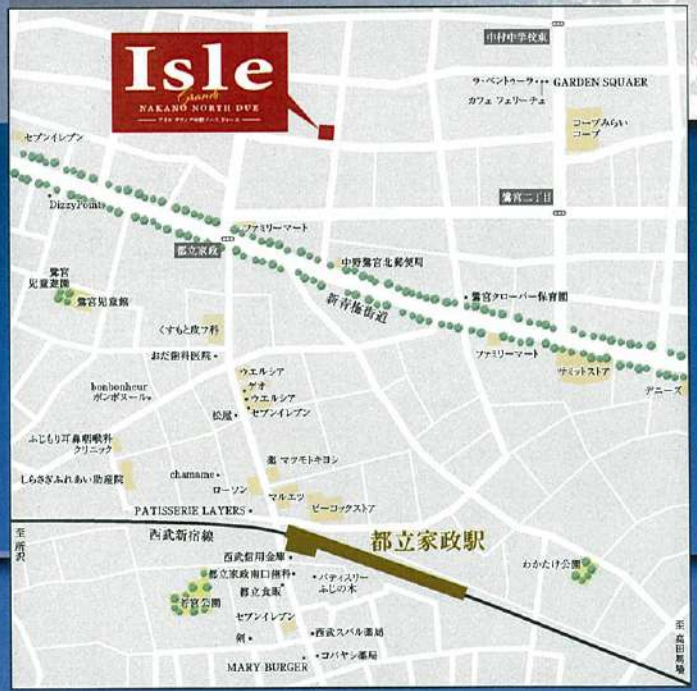 Isle
Grande
NAKANO NORTH DUE
中村中学校東
ラ・ベントゥーラ
GARDEN SQUAER
カフェ フェリーチェ
コープみらい
コープ
セブンイレブン
DizzyPoints
鷺宮二丁目
都立家政
ファミリーマート
中野鷺宮北郵便局
新青梅街道
鷺宮クローバー保育園
鷺宮
児童遊園
鷺宮児童館
くすもと皮フ科
おだ歯科医院
ファミリーマート
サミットストア
デニーズ
ウエルシア
ゲオ
ウエルシア
セブンイレブン
bonbonheur
ボンボヌール
松屋
ふじもり耳鼻咽喉科
クリニック
しらさぎふれあい助産院
薬 マツモトキヨシ
chamame
ローソン
マルエツ
ピーコックストア
PATISSERIE LAYERS
至 所沢
西武新宿線
都立家政駅
西武信用金庫
都立家政南口歯科
都立食販
パティスリー
ふじの木
わかたけ公園
若宮公園
セブンイレブン
剣
西武スバル薬局
コバヤシ薬局
MARY BURGER
至 高田馬場